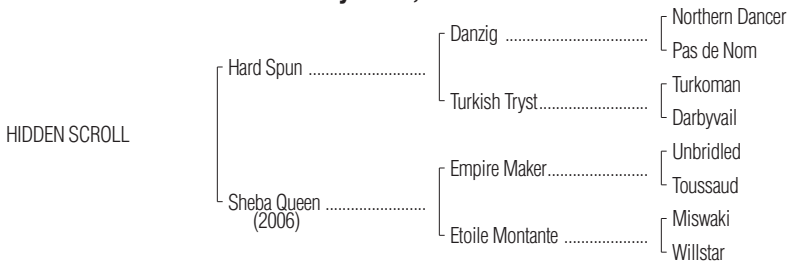 Northern Dancer
Danzig ....................................
Pas de Nom
Hard Spun .............................
Turkoman
Turkish Tryst...........................
Darbyvail
HIDDEN SCROLL
Unbridled
Empire Maker.........................
Toussaud
Sheba Queen .........................
(2006)
Miswaki
Etoile Montante .....................
Willstar